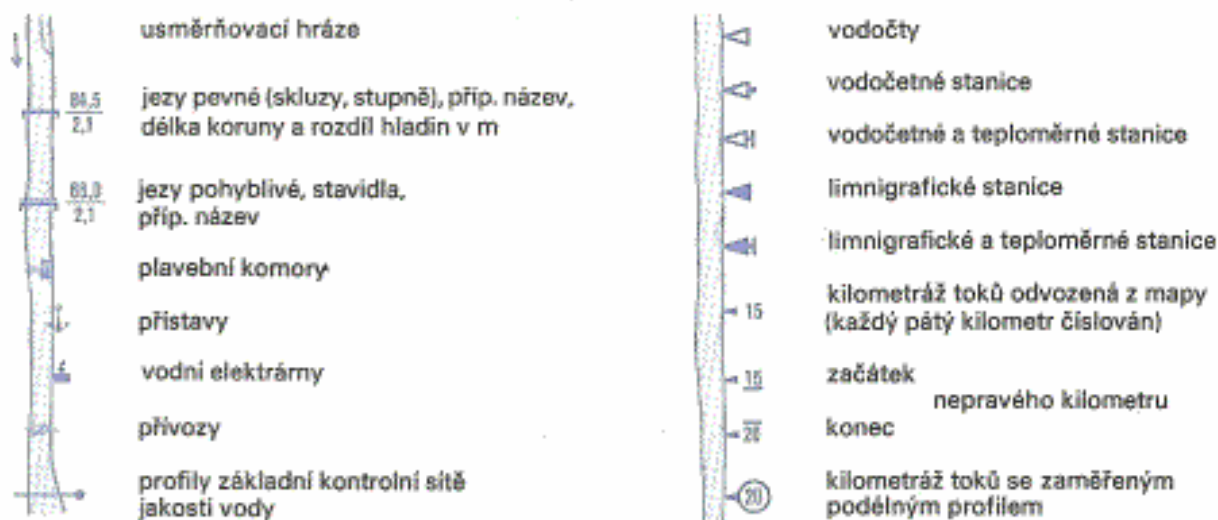 usměrňovací hráze
84,5
2,1
jezy pevné (skluzy, stupně), příp. název,
délka koruny a rozdíl hladin v m
2,1
jezy pohyblivé, stavidla,
příp. název
plavební komory
přístavy
vodní elektrárny
přívozy
profily základní kontrolní sítě
jakosti vody
vodočty
vodočetné stanice
vodočetné a teploměrné stanice
limnigrafické stanice
limnigrafické a teploměrné stanice
15
kilometráž toků odvozená z mapy
(každý pátý kilometr číslován)
15
začátek
nepravého kilometru
20
konec
20
kilometráž toků se zaměřeným
podélným profilem